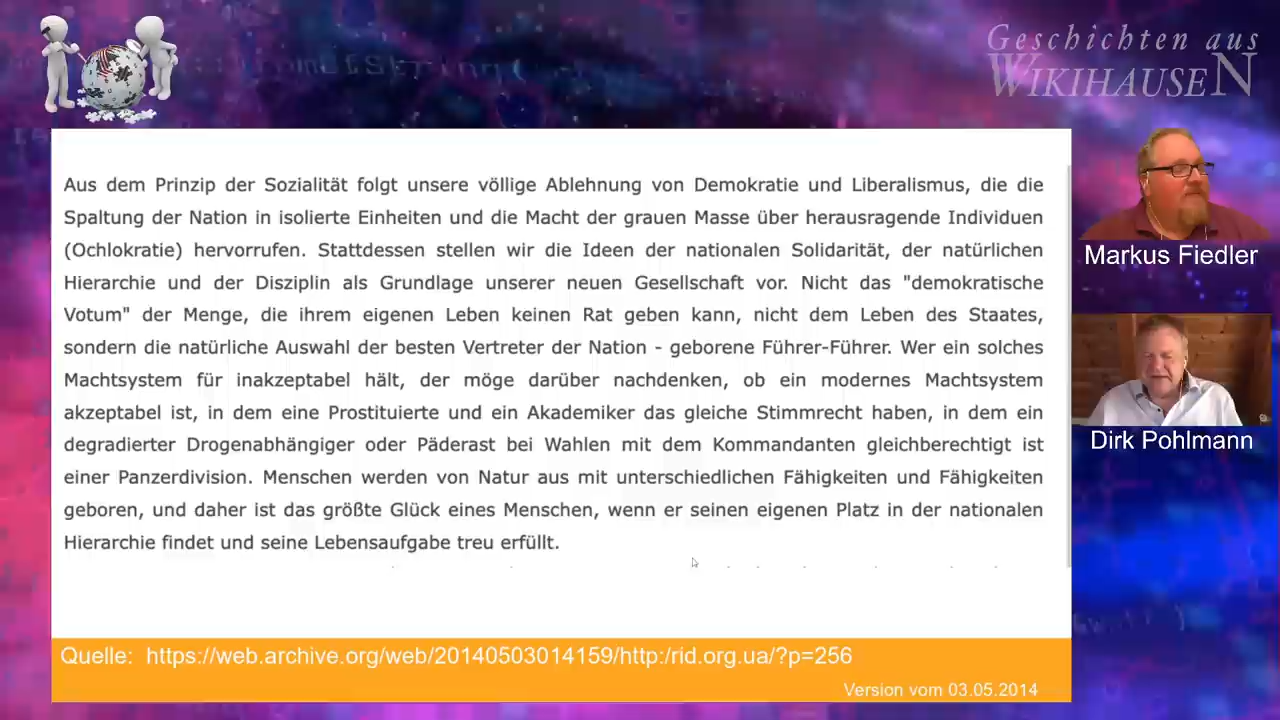 Geschichten aus
WIKIHAUSEN
Aus dem Prinzip der Sozialität folgt unsere völlige Ablehnung von Demokratie und Liberalismus, die die
Spaltung der Nation in isolierte Einheiten und die Macht der grauen Masse über herausragende Individuen
(Ochlokratie) hervorrufen. Stattdessen stellen wir die Ideen der nationalen Solidarität, der natürlichen
Hierarchie und der Disziplin als Grundlage unserer neuen Gesellschaft vor. Nicht das "demokratische
Votum" der Menge, die ihrem eigenen Leben keinen Rat geben kann, nicht dem Leben des Staates,
sondern die natürliche Auswahl der besten Vertreter der Nation - geborene Führer-Führer. Wer ein solches
Machtsystem für inakzeptabel hält, der möge darüber nachdenken, ob ein modernes Machtsystem
akzeptabel ist, in dem eine Prostituierte und ein Akademiker das gleiche Stimmrecht haben, in dem ein
degradierter Drogenabhängiger oder Päderast bei Wahlen mit dem Kommandanten gleichberechtigt ist
einer Panzerdivision. Menschen werden von Natur aus mit unterschiedlichen Fähigkeiten und Fähigkeiten
geboren, und daher ist das größte Glück eines Menschen, wenn er seinen eigenen Platz in der nationalen
Hierarchie findet und seine Lebensaufgabe treu erfüllt.
Markus Fiedler
Dirk Pohlmann
Quelle: https://web.archive.org/web/20140503014159/http:/rid.org.ua/?p=256
Version vom 03.05.2014